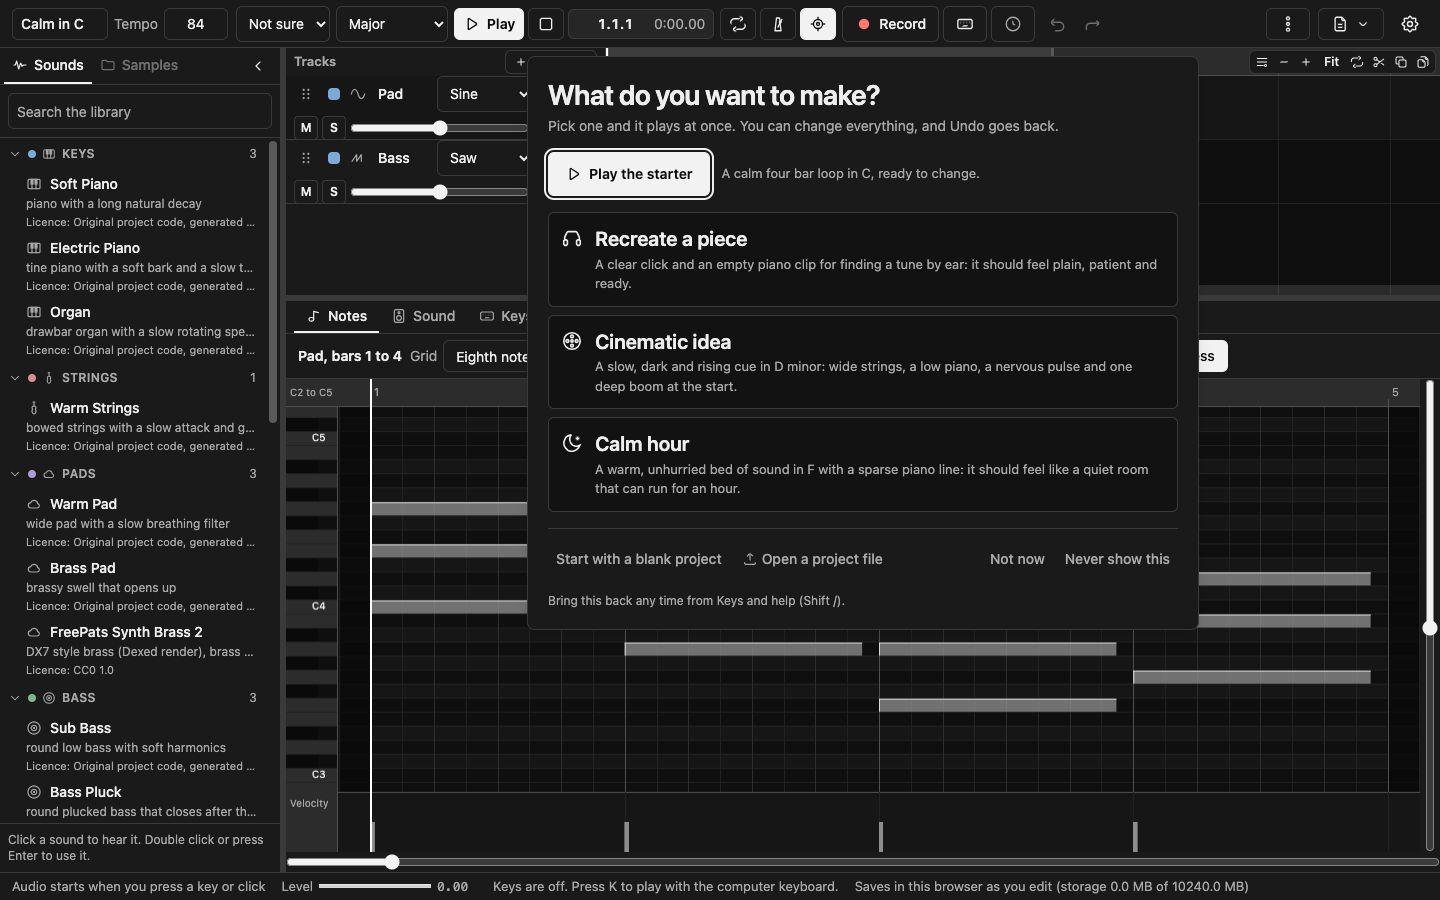 Calm in C
Tempo
84
Not sure
Major
Play
1.1.1
0:00.00
Record
Sounds
Samples
Search the library
KEYS
3
Soft Piano
piano with a long natural decay
Licence: Original project code, generated ...
Electric Piano
tine piano with a soft bark and a slow t...
Licence: Original project code, generated ...
Organ
drawbar organ with a slow rotating spe...
Licence: Original project code, generated ...
STRINGS
1
Warm Strings
bowed strings with a slow attack and g...
Licence: Original project code, generated ...
PADS
3
Warm Pad
wide pad with a slow breathing filter
Licence: Original project code, generated ...
Brass Pad
brassy swell that opens up
Licence: Original project code, generated ...
FreePats Synth Brass 2
DX7 style brass (Dexed render), brass ...
Licence: CC0 1.0
BASS
3
Sub Bass
round low bass with soft harmonics
Licence: Original project code, generated ...
Bass Pluck
round plucked bass that closes after th...
Click a sound to hear it. Double click or press
Enter to use it.
Tracks
+
Pad
Sine
M
S
Bass
Saw
M
S
Fit
What do you want to make?
Pick one and it plays at once. You can change everything, and Undo goes back.
Play the starter
A calm four bar loop in C, ready to change.
Recreate a piece
A clear click and an empty piano clip for finding a tune by ear: it should feel plain, patient and
ready.
Cinematic idea
A slow, dark and rising cue in D minor: wide strings, a low piano, a nervous pulse and one
deep boom at the start.
Calm hour
A warm, unhurried bed of sound in F with a sparse piano line: it should feel like a quiet room
that can run for an hour.
Start with a blank project
Open a project file
Not now
Never show this
Bring this back any time from Keys and help (Shift /).
Notes
Sound
Keys
Pad, bars 1 to 4
Grid
Eighth note
ss
C2 to C5
1
5
C5
C4
C3
Velocity
Audio starts when you press a key or click
Level
0.00
Keys are off. Press K to play with the computer keyboard.
Saves in this browser as you edit (storage 0.0 MB of 10240.0 MB)